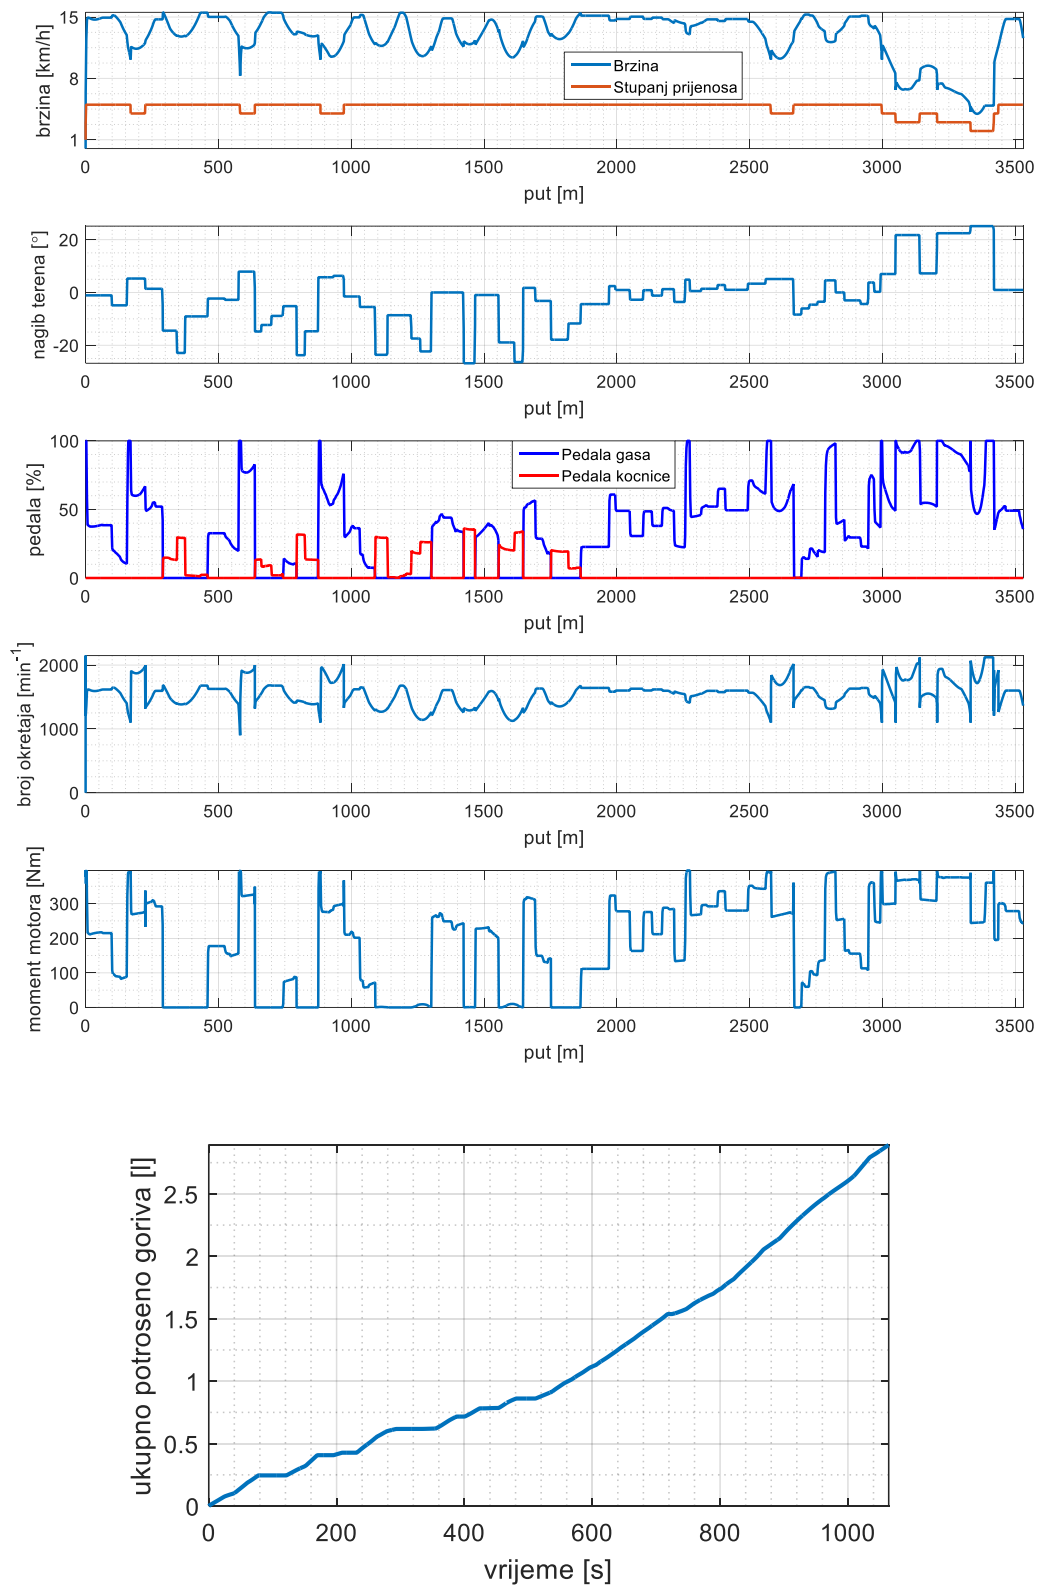 brzina [km/h]
15
8
1
Brzina
Stupanj prijenosa
0 500 1000 1500 2000 2500 3000 3500
put [m]
nagib terena [°]
20
0
-20
0 500 1000 1500 2000 2500 3000 3500
put [m]
pedala [%]
100
50
0
Pedala gasa
Pedala kocnice
0 500 1000 1500 2000 2500 3000 3500
put [m]
broj okretaja [min-1]
2000
1000
0
0 500 1000 1500 2000 2500 3000 3500
put [m]
moment motora [Nm]
300
200
100
0
0 500 1000 1500 2000 2500 3000 3500
put [m]
ukupno potroseno goriva [l]
2.5
2
1.5
1
0.5
0
0 200 400 600 800 1000
vrijeme [s]